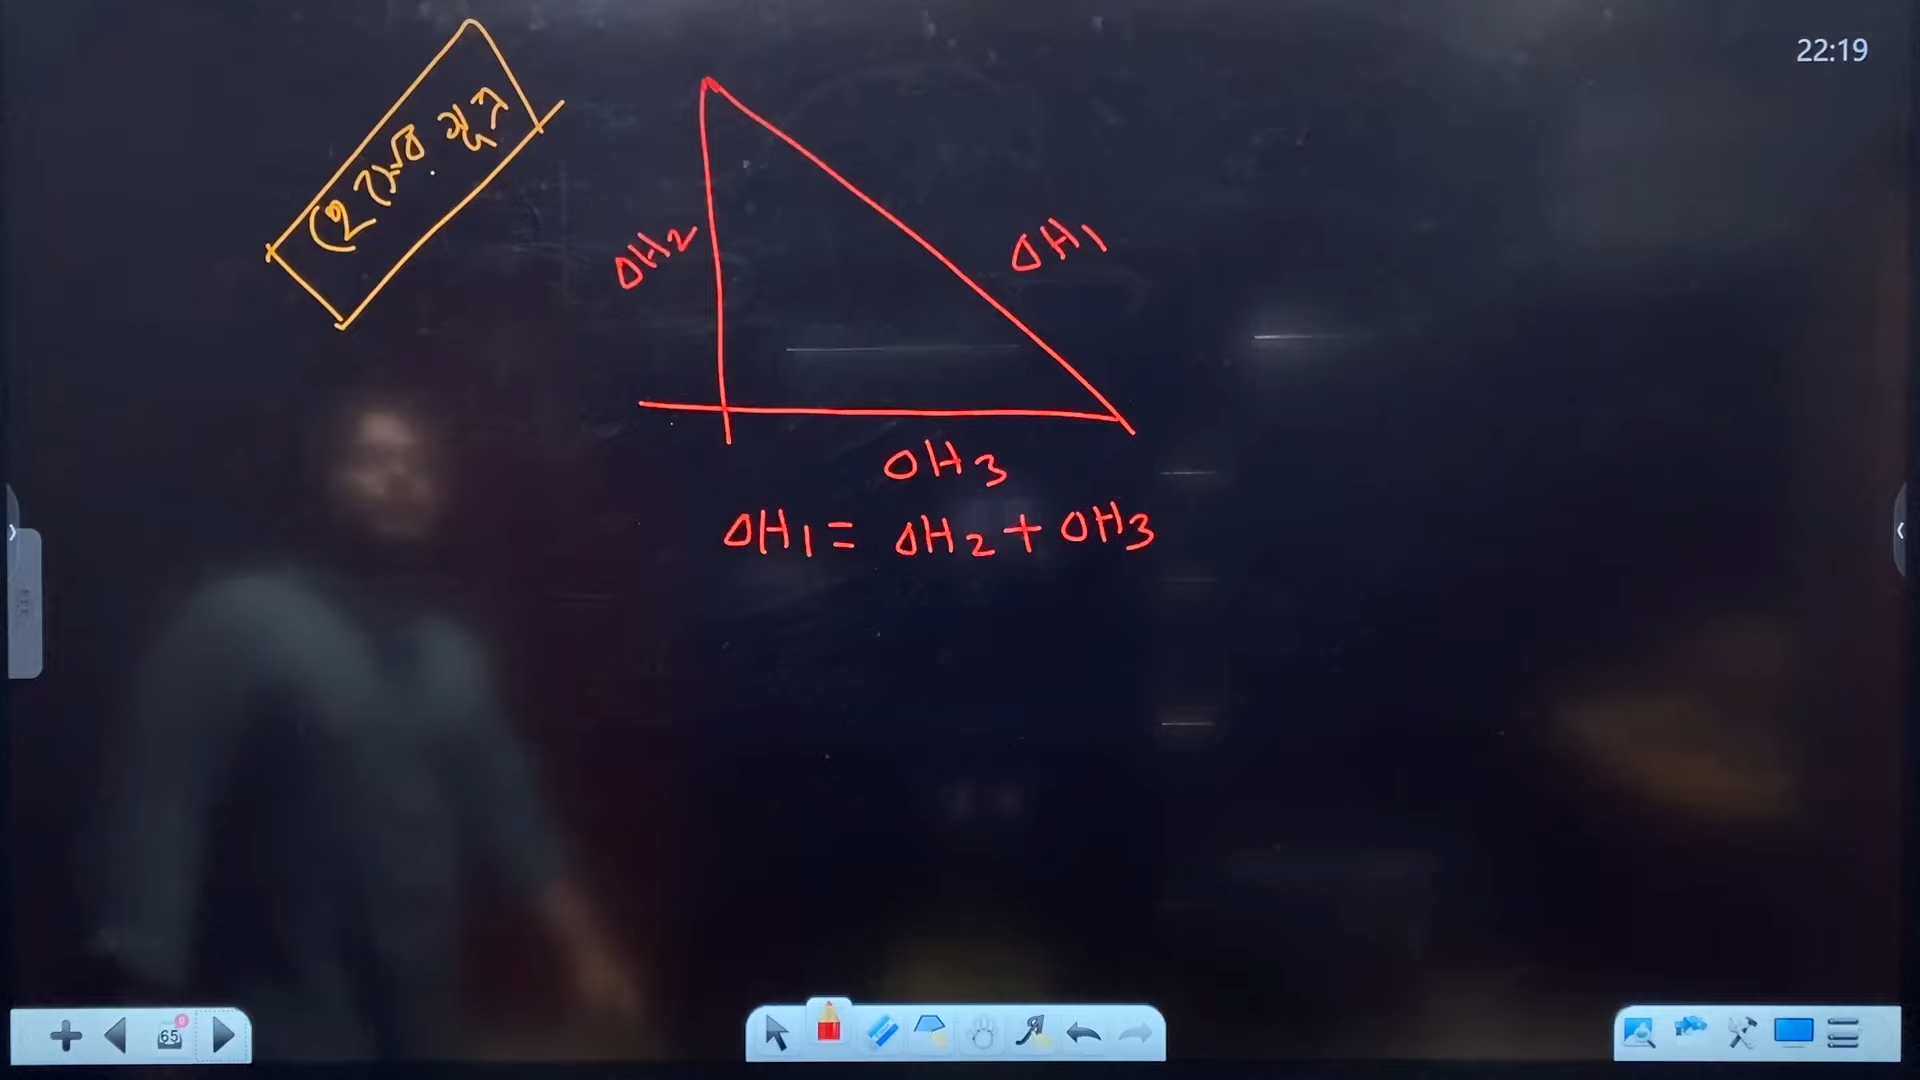 হেসের সূত্র
22:19
ΔH2
ΔH1
ΔH3
ΔH1 = ΔH2 + ΔH3
65